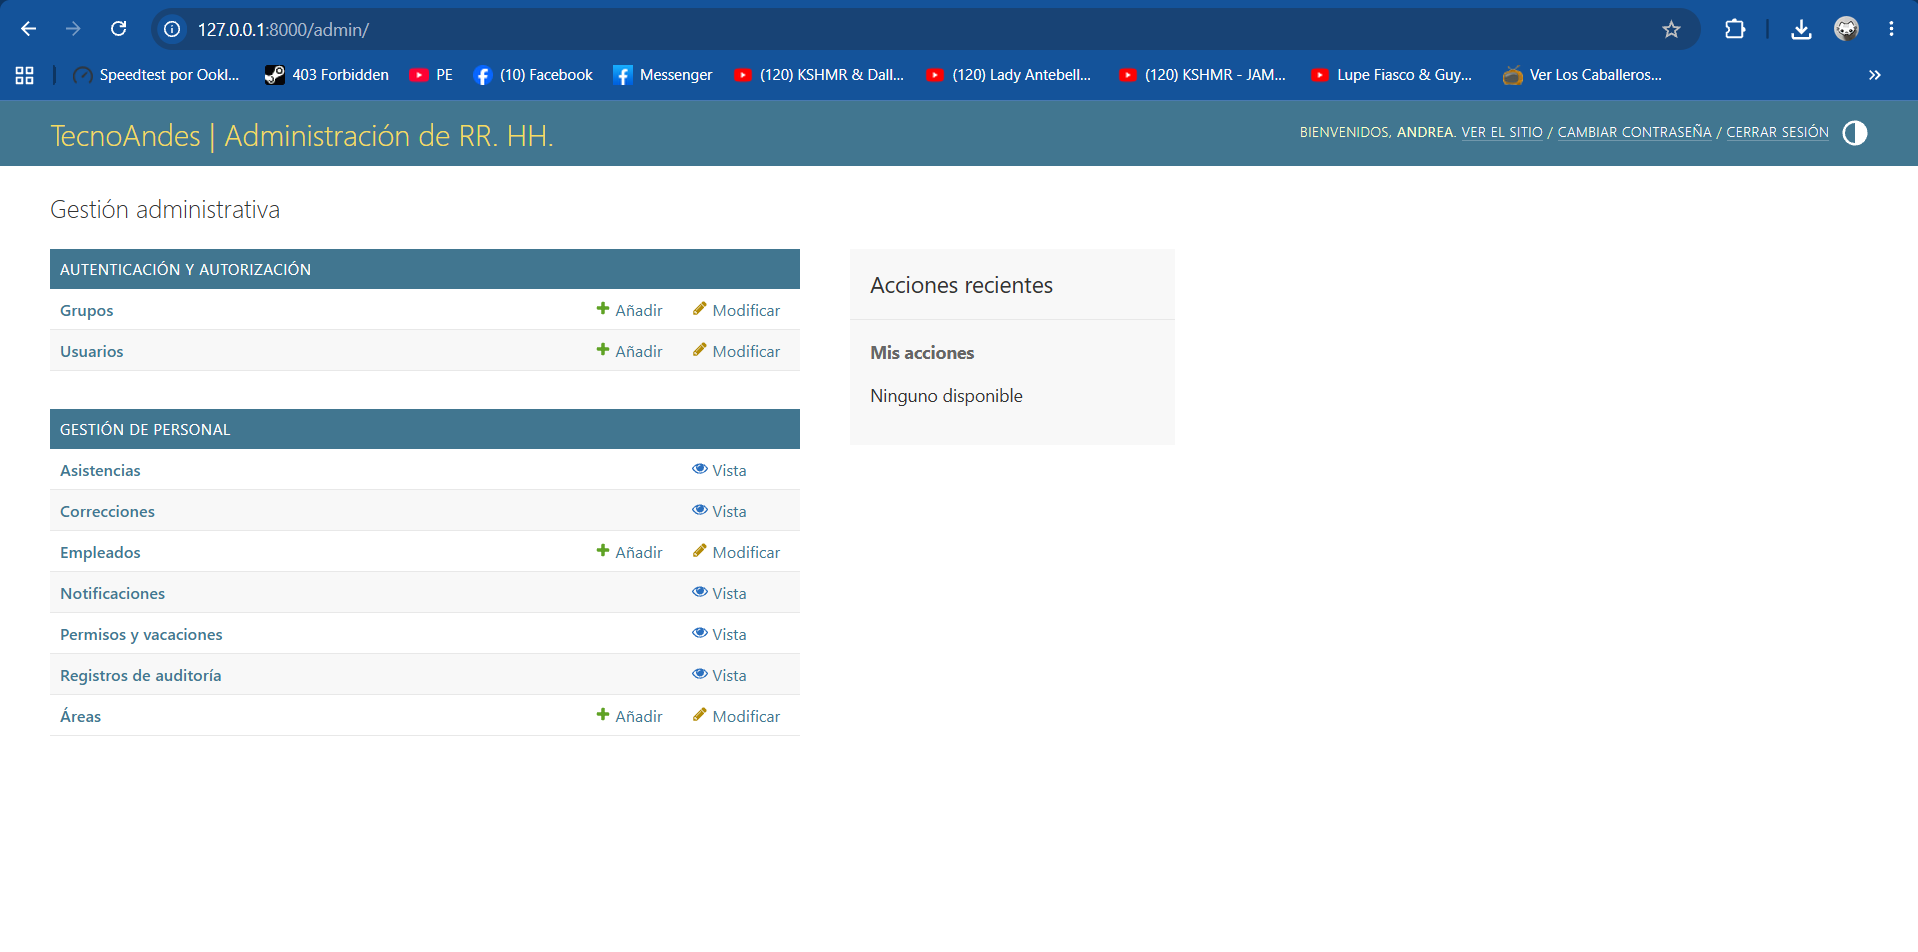 127.0.0.1:8000/admin/
Speedtest por Ookl... 403 Forbidden PE (10) Facebook Messenger (120) KSHMR & Dall... (120) Lady Antebell... (120) KSHMR - JAM... Lupe Fiasco & Guy... Ver Los Caballeros...
TecnoAndes | Administración de RR. HH.
BIENVENIDOS, ANDREA. VER EL SITIO / CAMBIAR CONTRASEÑA / CERRAR SESIÓN
Gestión administrativa
AUTENTICACIÓN Y AUTORIZACIÓN
Grupos Añadir Modificar
Usuarios Añadir Modificar
GESTIÓN DE PERSONAL
Asistencias Vista
Correcciones Vista
Empleados Añadir Modificar
Notificaciones Vista
Permisos y vacaciones Vista
Registros de auditoría Vista
Áreas Añadir Modificar
Acciones recientes
Mis acciones
Ninguno disponible